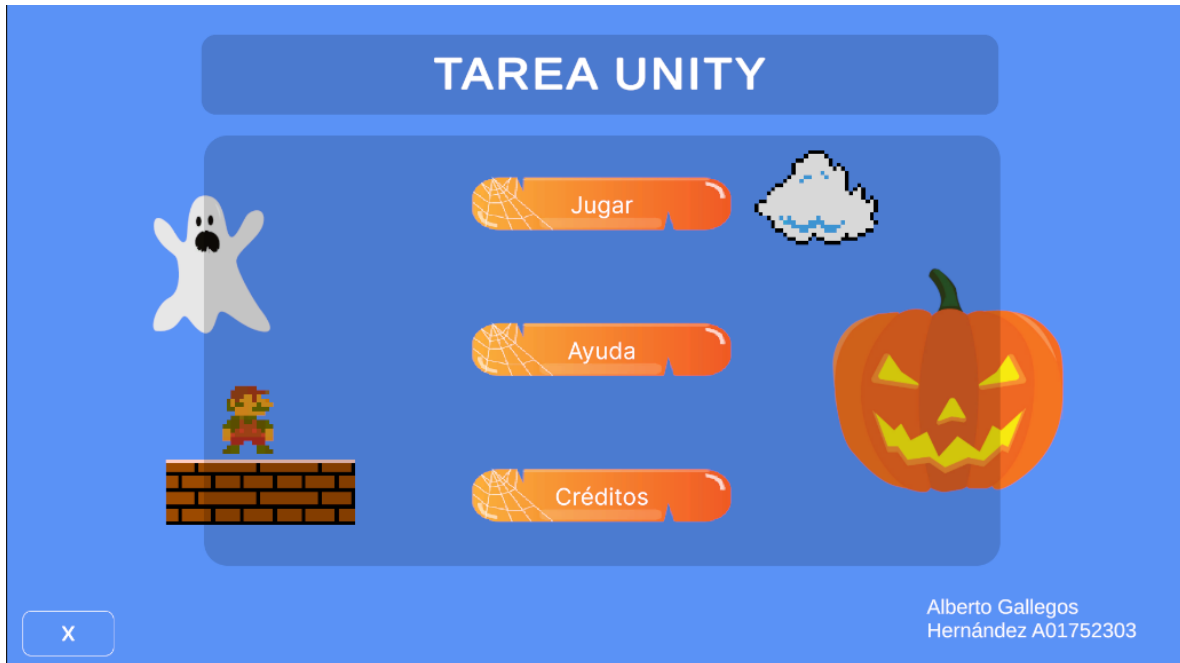 TAREA UNITY
Jugar
Ayuda
Créditos
X
Alberto Gallegos
Hernández A01752303